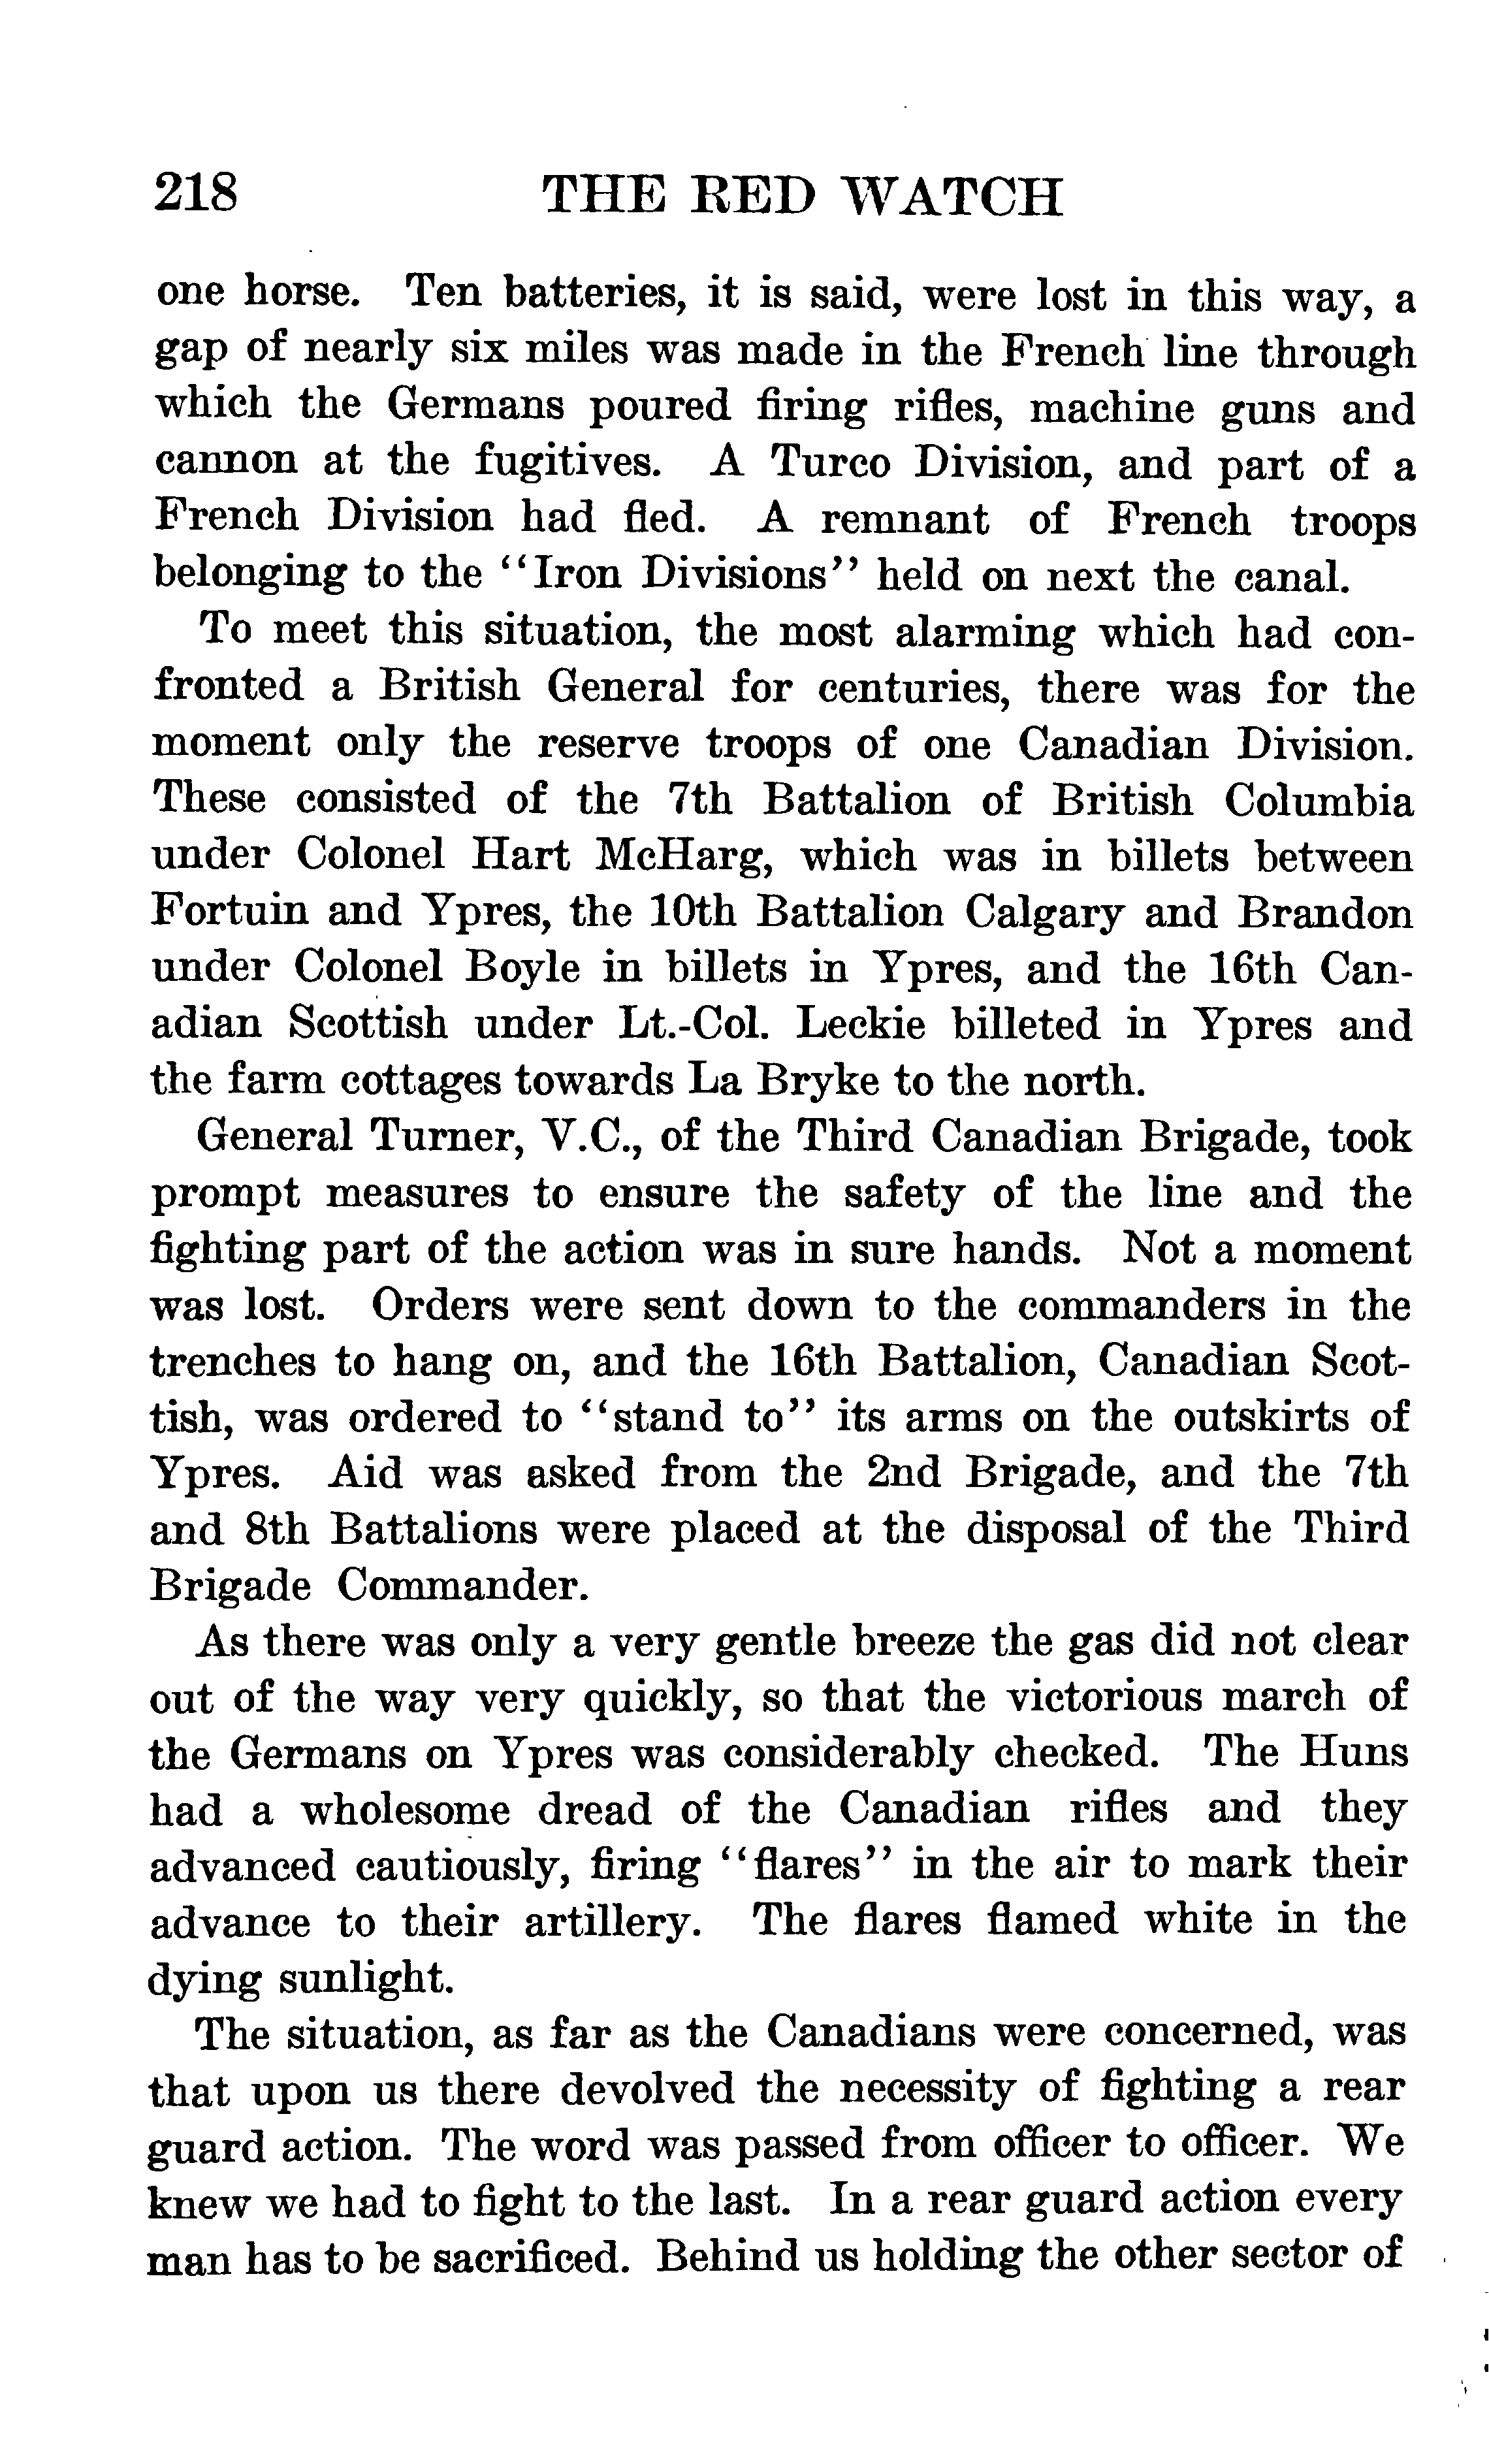 218 THE RED WATCH
one horse. Ten batteries, it is said, were lost in this way, a
gap of nearly six miles was made in the French line through
which the Germans poured firing rifles, machine guns and
cannon at the fugitives. A Turco Division, and part of a
French Division had fled. A remnant of French troops
belonging to the "Iron Divisions" held on next the canal.
To meet this situation, the most alarming which had con-
fronted a British General for centuries, there was for the
moment only the reserve troops of one Canadian Division.
These consisted of the 7th Battalion of British Columbia
under Colonel Hart McHarg, which was in billets between
Fortuin and Ypres, the 10th Battalion Calgary and Brandon
under Colonel Boyle in billets in Ypres, and the 16th Can-
adian Scottish under Lt.-Col. Leckie billeted in Ypres and
the farm cottages towards La Bryke to the north.
General Turner, V.C., of the Third Canadian Brigade, took
prompt measures to ensure the safety of the line and the
fighting part of the action was in sure hands. Not a moment
was lost. Orders were sent down to the commanders in the
trenches to hang on, and the 16th Battalion, Canadian Scot-
tish, was ordered to "stand to" its arms on the outskirts of
Ypres. Aid was asked from the 2nd Brigade, and the 7th
and 8th Battalions were placed at the disposal of the Third
Brigade Commander.
As there was only a very gentle breeze the gas did not clear
out of the way very quickly, so that the victorious march of
the Germans on Ypres was considerably checked. The Huns
had a wholesome dread of the Canadian rifles and they
advanced cautiously, firing "flares" in the air to mark their
advance to their artillery. The flares flamed white in the
dying sunlight.
The situation, as far as the Canadians were concerned, was
that upon us there devolved the necessity of fighting a rear
guard action. The word was passed from officer to officer. We
knew we had to fight to the last. In a rear guard action every
man has to be sacrificed. Behind us holding the other sector of